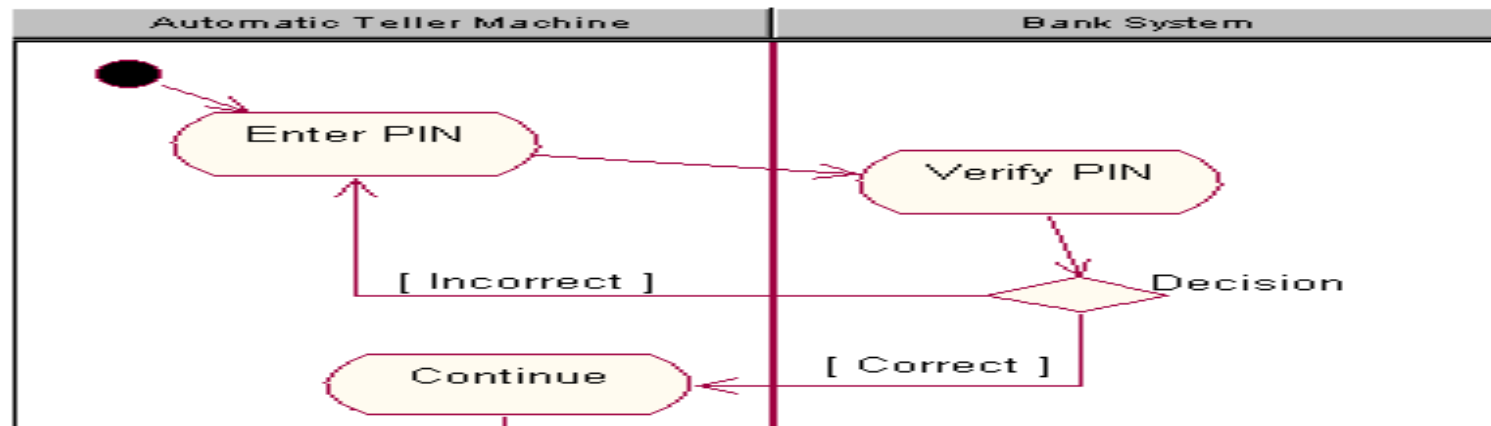 Automatic Teller Machine
Bank System
Enter PIN
Verify PIN
[ Incorrect ]
Decision
[ Correct ]
Continue